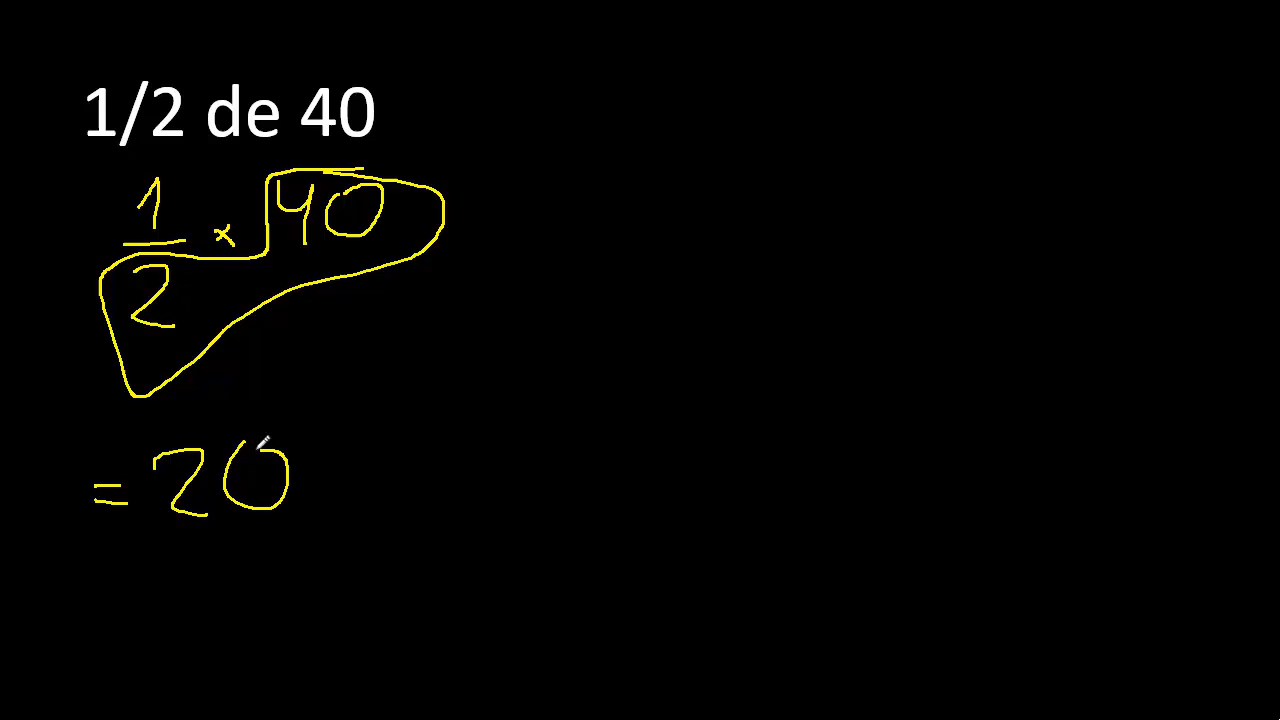 1/2 de 40
1/2 × 40
= 20